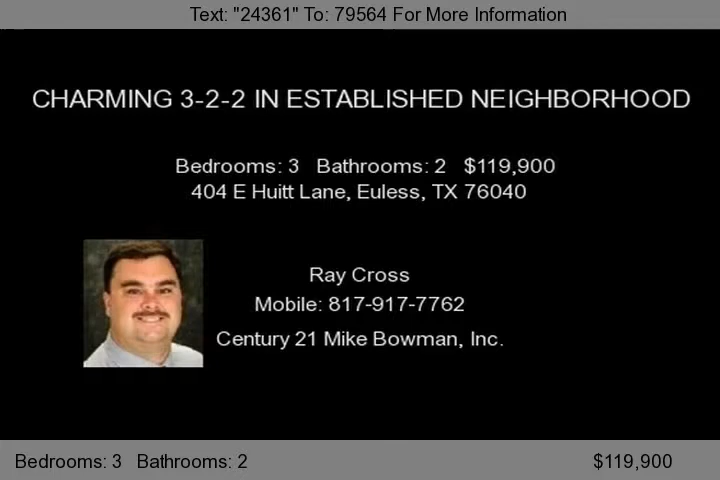 Text: "24361" To: 79564 For More Information
CHARMING 3-2-2 IN ESTABLISHED NEIGHBORHOOD
Bedrooms: 3 Bathrooms: 2 $119,900
404 E Huitt Lane, Euless, TX 76040
Ray Cross
Mobile: 817-917-7762
Century 21 Mike Bowman, Inc.
Bedrooms: 3 Bathrooms: 2 $119,900